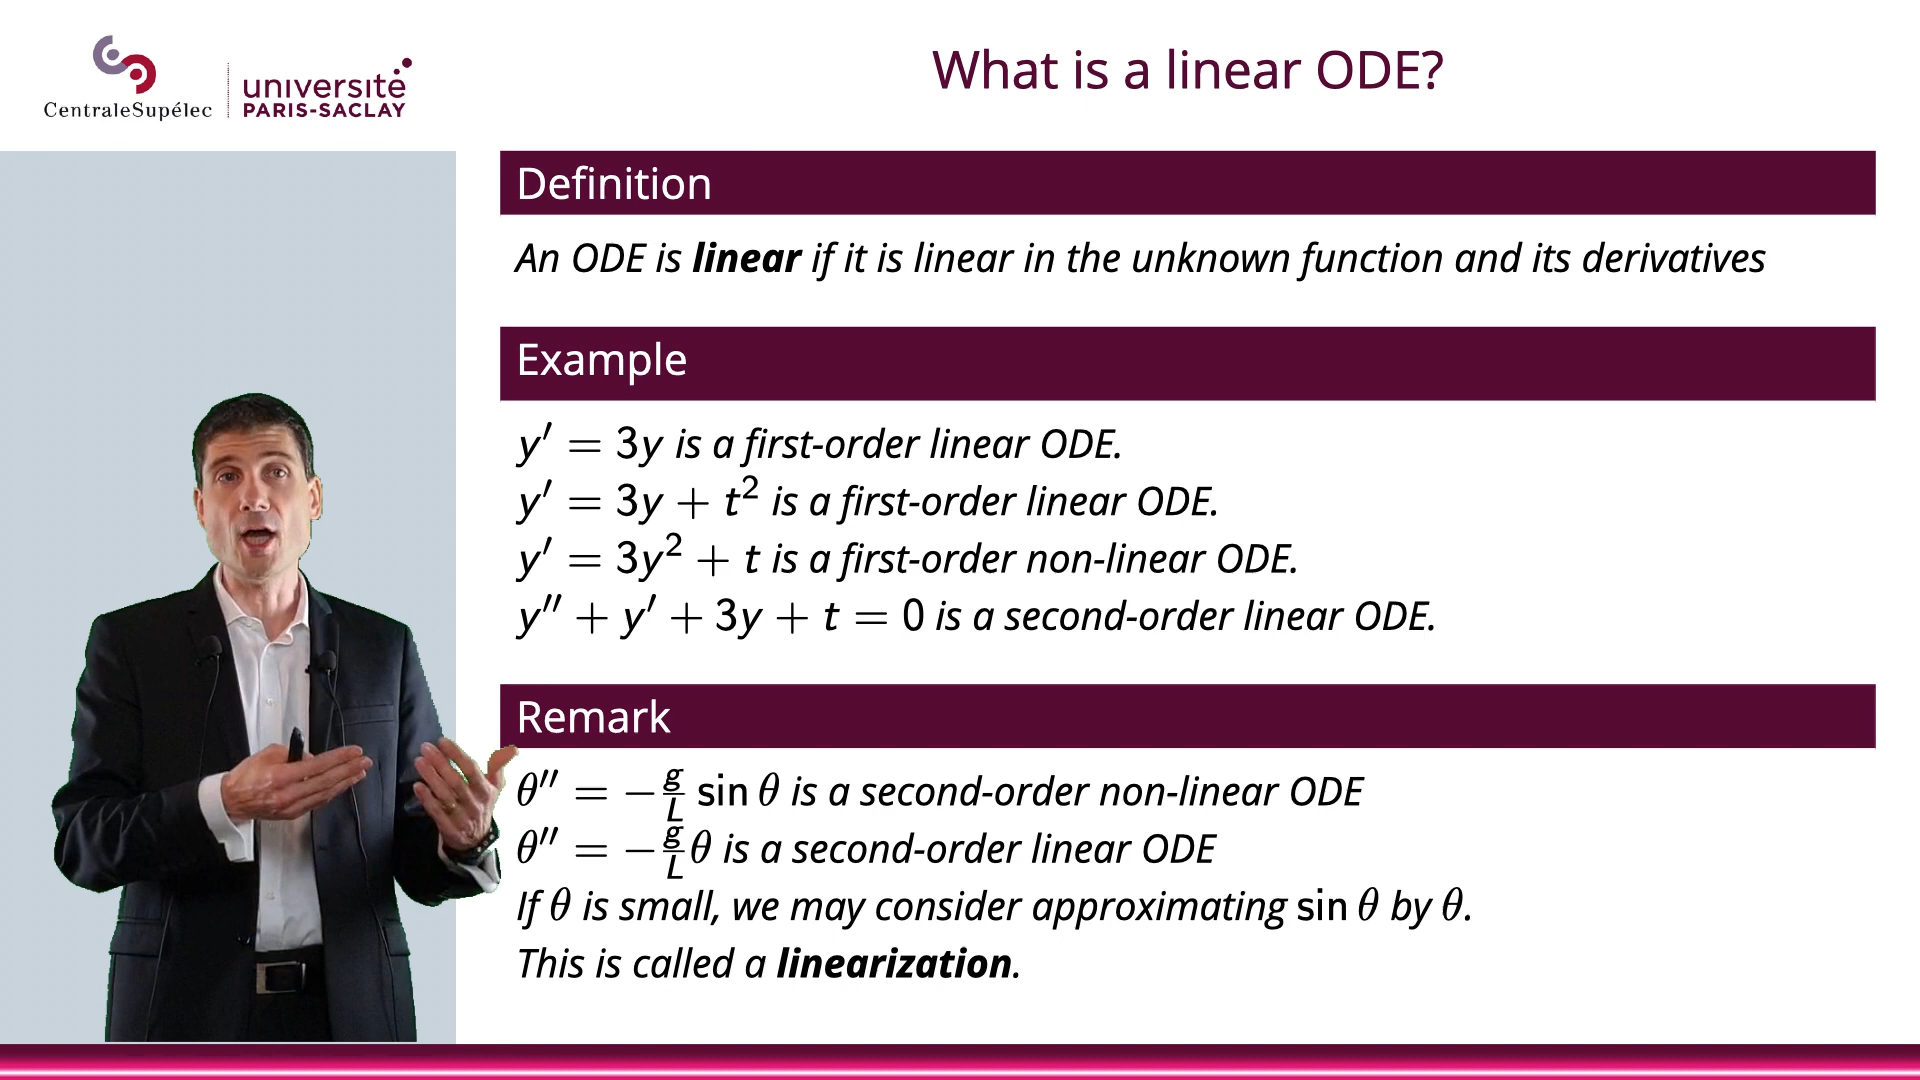 CentraleSupélec
université
PARIS-SACLAY
What is a linear ODE?
Definition
An ODE is linear if it is linear in the unknown function and its derivatives
Example
y′ = 3y is a first-order linear ODE.
y′ = 3y + t² is a first-order linear ODE.
y′ = 3y² + t is a first-order non-linear ODE.
y″ + y′ + 3y + t = 0 is a second-order linear ODE.
Remark
θ″ = −g/L sin θ is a second-order non-linear ODE
θ″ = −g/L θ is a second-order linear ODE
If θ is small, we may consider approximating sin θ by θ.
This is called a linearization.